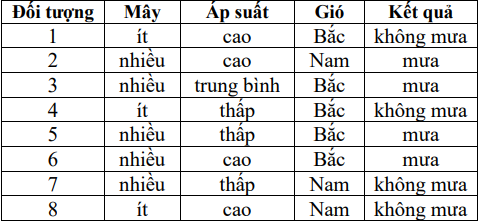 Đối tượng Mây Áp suất Gió Kết quả
1 ít cao Bắc không mưa
2 nhiều cao Nam mưa
3 nhiều trung bình Bắc mưa
4 ít thấp Bắc không mưa
5 nhiều thấp Bắc mưa
6 nhiều cao Bắc mưa
7 nhiều thấp Nam không mưa
8 ít cao Nam không mưa